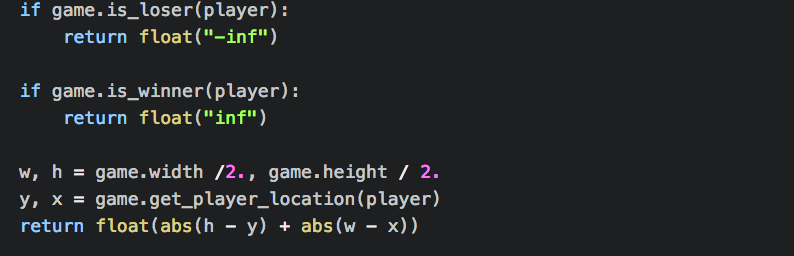 if game.is_loser(player):
    return float("-inf")

if game.is_winner(player):
    return float("inf")

w, h = game.width /2., game.height / 2.
y, x = game.get_player_location(player)
return float(abs(h - y) + abs(w - x))